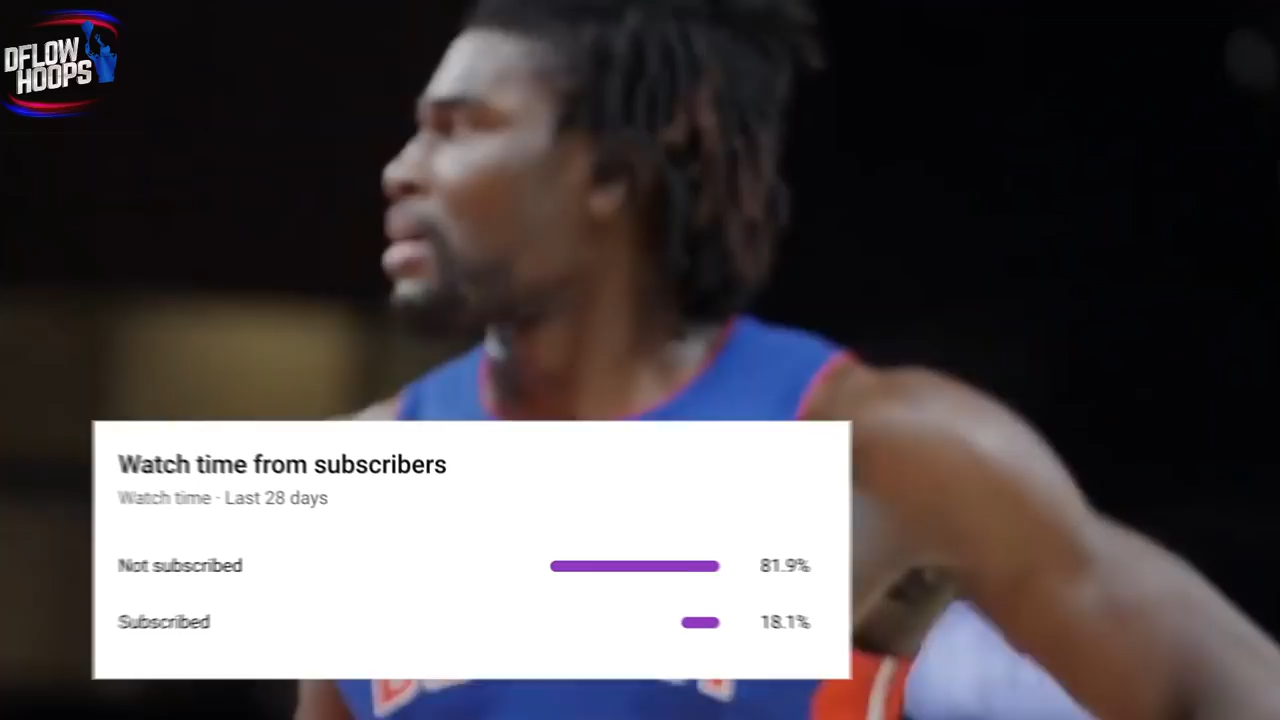 DFLOW
HOOPS
Watch time from subscribers
Watch time · Last 28 days
Not subscribed 81.9%
Subscribed 18.1%